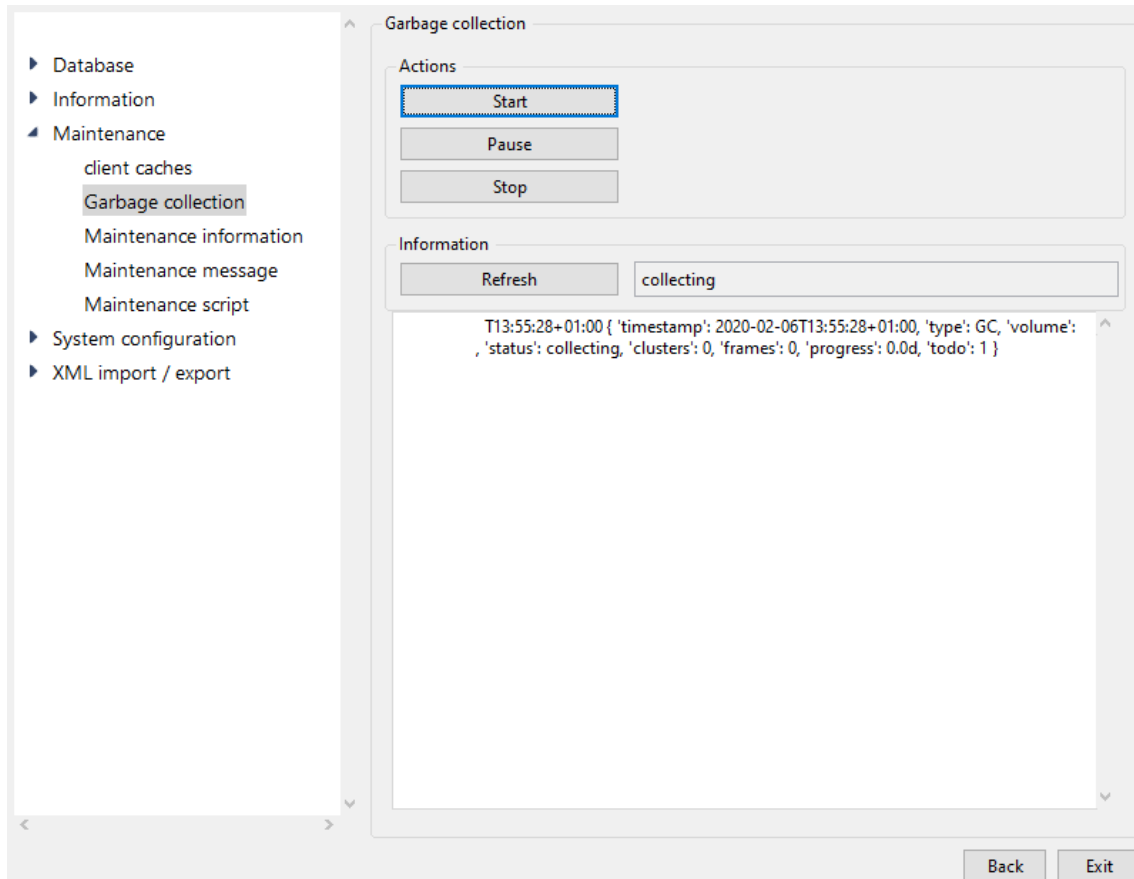 Database
Information
Maintenance
client caches
Garbage collection
Maintenance information
Maintenance message
Maintenance script
System configuration
XML import / export
Garbage collection
Actions
Start
Pause
Stop
Information
Refresh
collecting
T13:55:28+01:00 { 'timestamp': 2020-02-06T13:55:28+01:00, 'type': GC, 'volume':
, 'status': collecting, 'clusters': 0, 'frames': 0, 'progress': 0.0d, 'todo': 1 }
Back
Exit